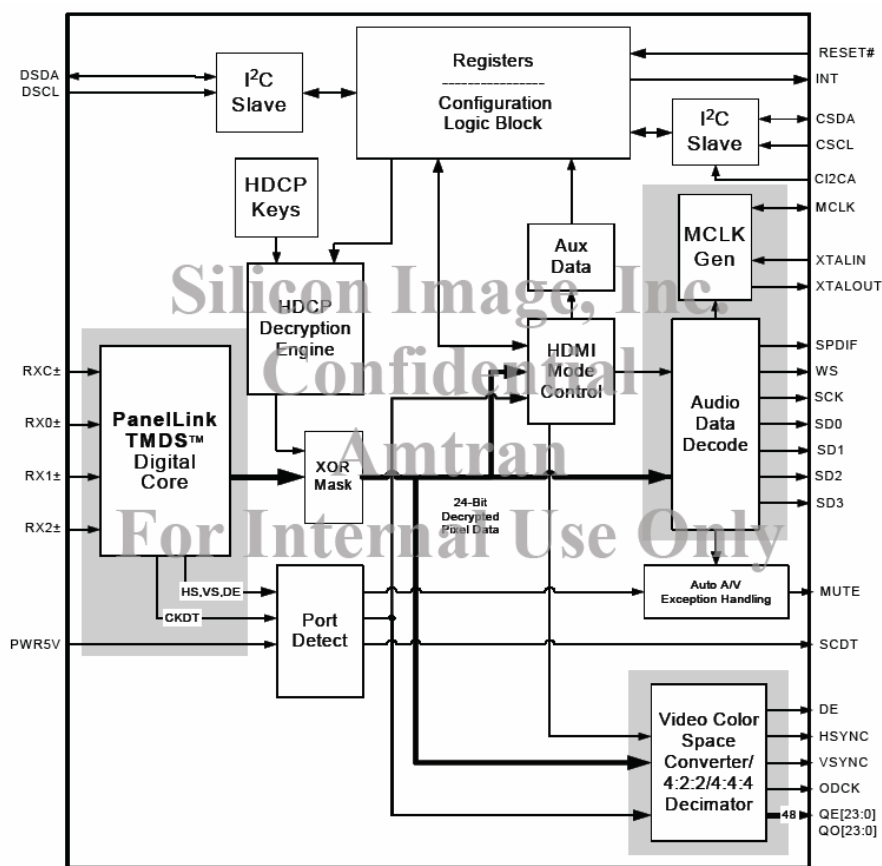 Registers
Configuration
Logic Block
RESET#
INT
DSDA
DSCL
I²C
Slave
I²C
Slave
CSDA
CSCL
CI2CA
HDCP
Keys
Aux
Data
MCLK
Gen
MCLK
XTALIN
XTALOUT
Silicon Image, Inc.
Confidential
Amtran
For Internal Use Only
HDCP
Decryption
Engine
HDMI
Mode
Control
RXC±
RX0±
RX1±
RX2±
PanelLink
TMDS™
Digital
Core
XOR
Mask
24-Bit
Decrypted
Pixel Data
Audio
Data
Decode
SPDIF
WS
SCK
SD0
SD1
SD2
SD3
HS,VS,DE
CKDT
PWR5V
Port
Detect
Auto A/V
Exception Handling
MUTE
SCDT
Video Color
Space
Converter/
4:2:2/4:4:4
Decimator
DE
HSYNC
VSYNC
ODCK
48
QE[23:0]
QO[23:0]